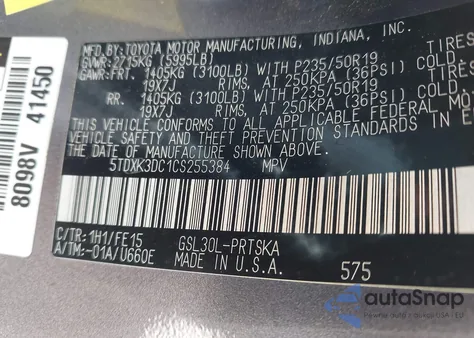 MFD.BY:TOYOTA MOTOR MANUFACTURING, INDIANA, INC.
GVWR:2715KG (5995LB)
GAWR:FRT. 1405KG (3100LB) WITH P235/50R19 TIRES
19X7J RIMS, AT 250KPA (36PSI) COLD.
RR. 1405KG (3100LB) WITH P235/50R19 TIRES
19X7J RIMS, AT 250KPA (36PSI) COLD.
THIS VEHICLE CONFORMS TO ALL APPLICABLE FEDERAL MOTOR
VEHICLE SAFETY AND THEFT PREVENTION STANDARDS IN
THE DATE OF MANUFACTURE SHOWN ABOVE.
5TDXK3DC1CS255384 MPV
C/TR:1H1/FE15 GSL30L-PRTSKA
A/TM:-01A/U660E MADE IN U.S.A. 575
8098V 41450
autoSnap